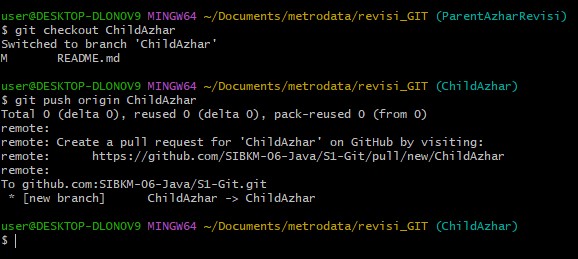 user@DESKTOP-DLONOV9 MINGW64 ~/Documents/metrodata/revisi_GIT (ParentAzharRevisi)
$ git checkout ChildAzhar
Switched to branch 'ChildAzhar'
M       README.md
user@DESKTOP-DLONOV9 MINGW64 ~/Documents/metrodata/revisi_GIT (ChildAzhar)
$ git push origin ChildAzhar
Total 0 (delta 0), reused 0 (delta 0), pack-reused 0 (from 0)
remote:
remote: Create a pull request for 'ChildAzhar' on GitHub by visiting:
remote:      https://github.com/SIBKM-06-Java/S1-Git/pull/new/ChildAzhar
remote:
To github.com:SIBKM-06-Java/S1-Git.git
 * [new branch]      ChildAzhar -> ChildAzhar
user@DESKTOP-DLONOV9 MINGW64 ~/Documents/metrodata/revisi_GIT (ChildAzhar)
$